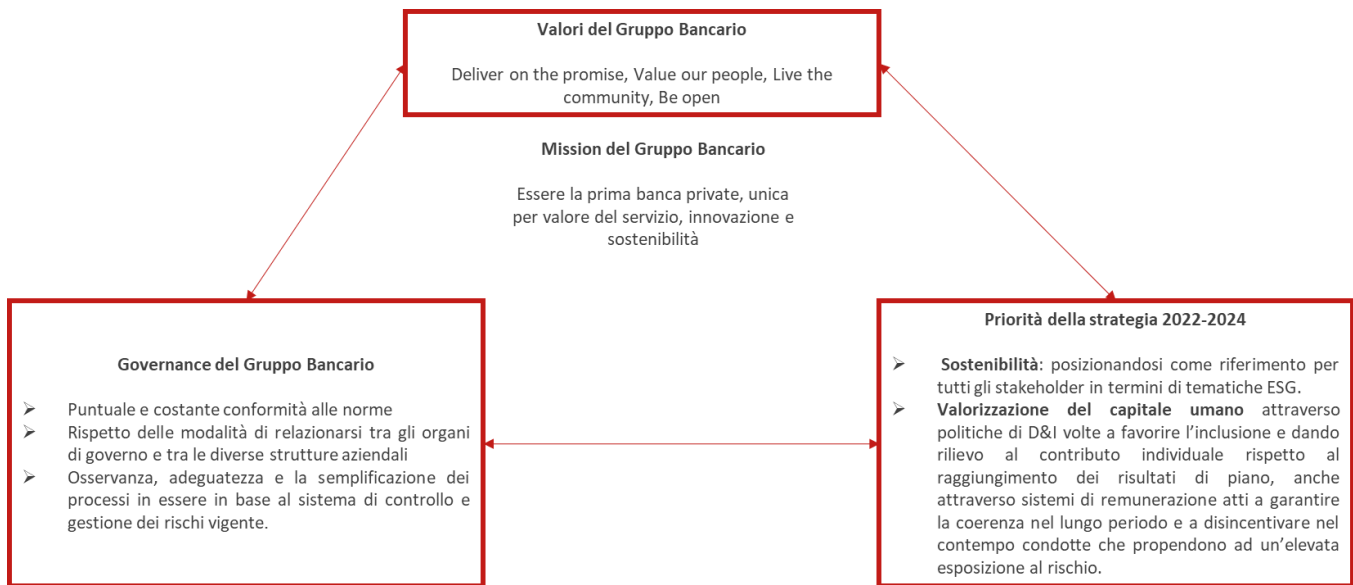 Valori del Gruppo Bancario
Deliver on the promise, Value our people, Live the
community, Be open
Mission del Gruppo Bancario
Essere la prima banca private, unica
per valore del servizio, innovazione e
sostenibilità
Governance del Gruppo Bancario
➢ Puntuale e costante conformità alle norme
➢ Rispetto delle modalità di relazionarsi tra gli organi
di governo e tra le diverse strutture aziendali
➢ Osservanza, adeguatezza e la semplificazione dei
processi in essere in base al sistema di controllo e
gestione dei rischi vigente.
Priorità della strategia 2022-2024
➢ Sostenibilità: posizionandosi come riferimento per
tutti gli stakeholder in termini di tematiche ESG.
➢ Valorizzazione del capitale umano attraverso
politiche di D&I volte a favorire l’inclusione e dando
rilievo al contributo individuale rispetto al
raggiungimento dei risultati di piano, anche
attraverso sistemi di remunerazione atti a garantire
la coerenza nel lungo periodo e a disincentivare nel
contempo condotte che propendono ad un’elevata
esposizione al rischio.